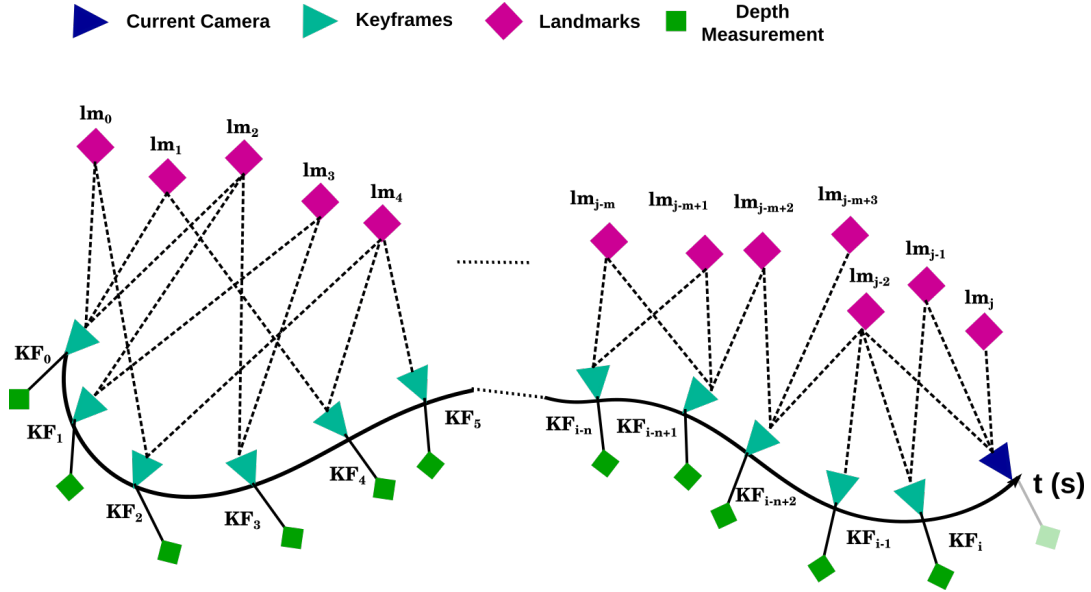 Current Camera
Keyframes
Landmarks
Depth
Measurement
lm0
lm1
lm2
lm3
lm4
lmj-m
lmj-m+1
lmj-m+2
lmj-m+3
lmj-2
lmj-1
lmj
KF0
KF1
KF2
KF3
KF4
KF5
KFi-n
KFi-n+1
KFi-n+2
KFi-1
KFi
t (s)